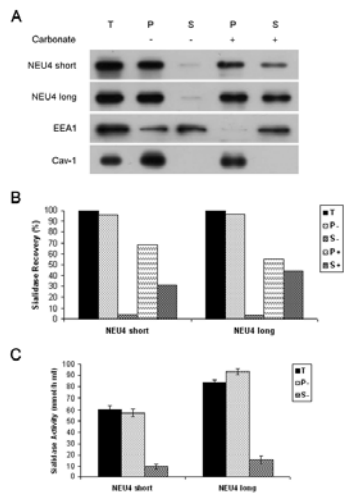 A
T P S P S
Carbonate - - + +
NEU4 short
NEU4 long
EEA1
Cav-1
B
Sialidase Recovery (%)
100
90
80
70
60
50
40
30
20
10
0
NEU4 short NEU4 long
T
P-
S-
P+
S+
C
Sialidase Activity (mmol/h ml)
100
90
80
70
60
50
40
30
20
10
0
NEU4 short NEU4 long
T
P-
S-